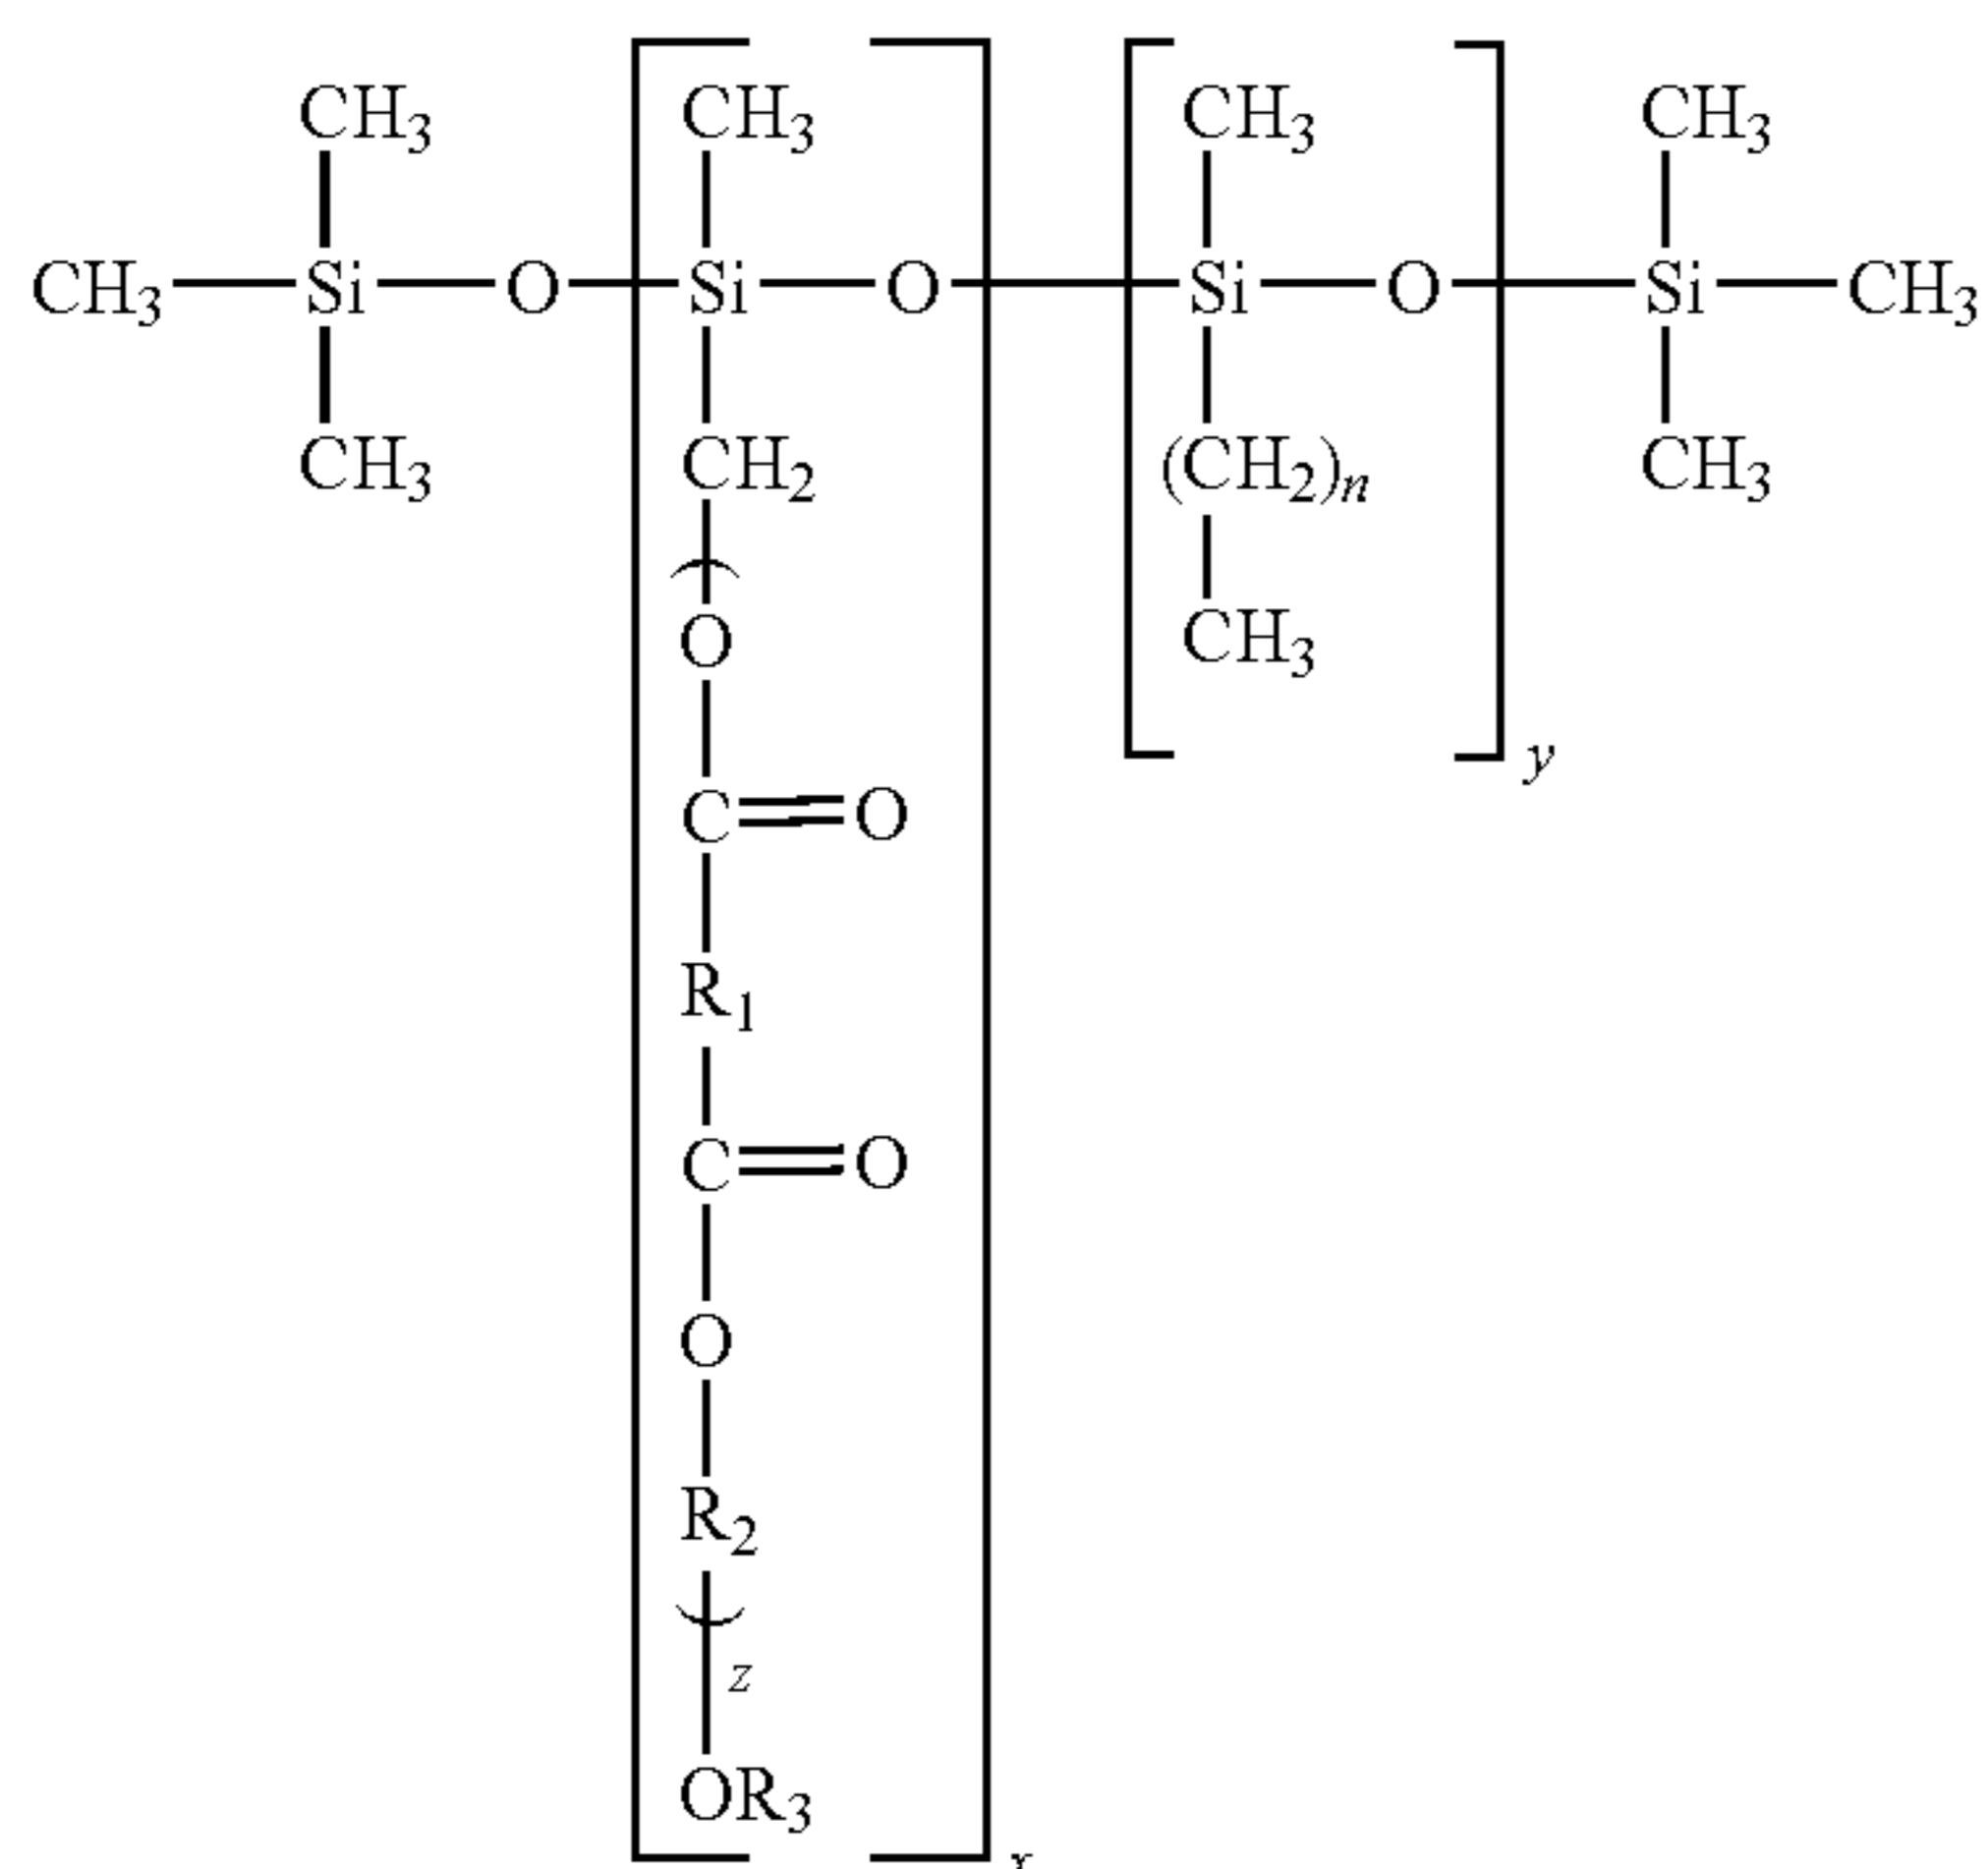 CH3 CH3 CH3 CH3
CH3 Si O Si O Si O Si CH3
CH3 CH2 (CH2)n CH3
O CH3
y
C O
R1
C O
O
R2
z
OR3
x